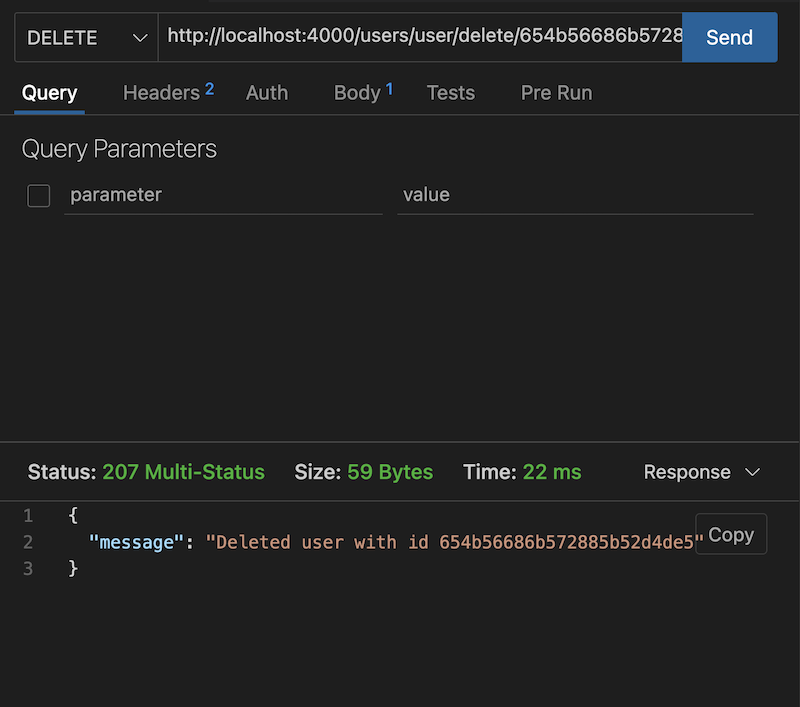 DELETE http://localhost:4000/users/user/delete/654b56686b5728 Send
Query Headers 2 Auth Body 1 Tests Pre Run
Query Parameters
parameter value
Status: 207 Multi-Status Size: 59 Bytes Time: 22 ms Response
1 {
2 "message": "Deleted user with id 654b56686b572885b52d4de5" Copy
3 }